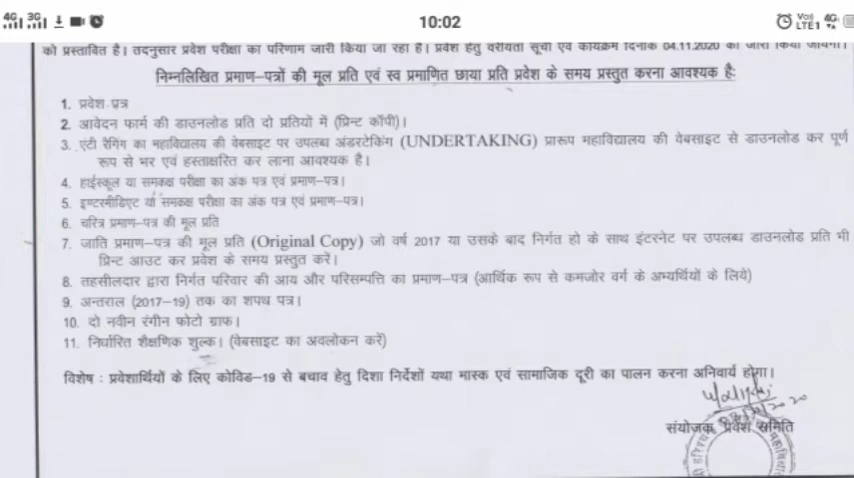 4G 3G 10:02 Vo) LTE1 4G
को प्रस्तावित है। तद्नुसार प्रवेश परीक्षा का परिणाम जारी किया जा रहा है। प्रवेश हेतु वरीयता सूची एवं कार्यक्रम दिनांक 04.11.2020 को जारी किया जायेगा।
निम्नलिखित प्रमाण–पत्रों की मूल प्रति एवं स्व प्रमाणित छाया प्रति प्रवेश के समय प्रस्तुत करना आवश्यक हैः
1. प्रवेश पत्र
2. आवेदन फार्म की डाउनलोड प्रति दो प्रतियों में (प्रिन्ट कॉपी)।
3. एंटी रैगिंग का महाविद्यालय की वेबसाइट पर उपलब्ध अंडरटेकिंग (UNDERTAKING) प्रारूप महाविद्यालय की वेबसाइट से डाउनलोड कर पूर्ण
रूप से भर एवं हस्ताक्षरित कर लाना आवश्यक है।
4. हाईस्कूल या समकक्ष परीक्षा का अंक पत्र एवं प्रमाण–पत्र।
5. इण्टरमीडिएट या समकक्ष परीक्षा का अंक पत्र एवं प्रमाण–पत्र।
6. चरित्र प्रमाण–पत्र की मूल प्रति
7. जाति प्रमाण–पत्र की मूल प्रति (Original Copy) जो वर्ष 2017 या उसके बाद निर्गत हो के साथ इंटरनेट पर उपलब्ध डाउनलोड प्रति भी
प्रिन्ट आउट कर प्रवेश के समय प्रस्तुत करें।
8. तहसीलदार द्वारा निर्गत परिवार की आय और परिसम्पत्ति का प्रमाण–पत्र (आर्थिक रूप से कमजोर वर्ग के अभ्यर्थियों के लिये)
9. अन्तराल (2017–19) तक का शपथ पत्र।
10. दो नवीन रंगीन फोटो ग्राफ।
11. निर्धारित शैक्षणिक शुल्क। (वेबसाइट का अवलोकन करें)
विशेष : प्रवेशार्थियों के लिए कोविड–19 से बचाव हेतु दिशा निर्देशों यथा मास्क एवं सामाजिक दूरी का पालन करना अनिवार्य होगा।
संयोजक प्रवेश समिति